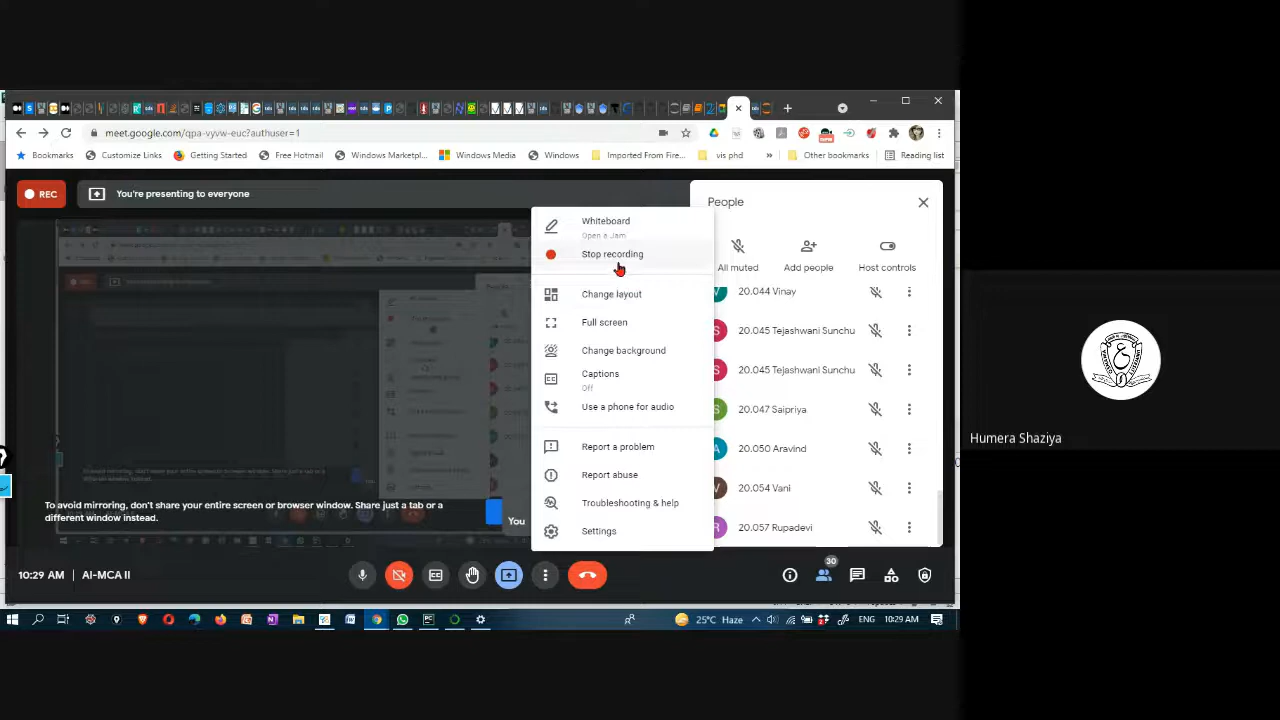 meet.google.com/qpa-vyvw-euc?authuser=1
Bookmarks
Customize Links
Getting Started
Free Hotmail
Windows Marketpl...
Windows Media
Windows
Imported From Fire...
vis phd
»
Other bookmarks
Reading list
REC
You're presenting to everyone
People
Whiteboard
Open a Jam
Stop recording
Change layout
Full screen
Change background
Captions
Off
Use a phone for audio
Report a problem
Report abuse
Troubleshooting & help
Settings
All muted
Add people
Host controls
20.044 Vinay
20.045 Tejashwani Sunchu
20.045 Tejashwani Sunchu
20.047 Saipriya
20.050 Aravind
20.054 Vani
20.057 Rupadevi
To avoid mirroring, don't share your entire screen or browser window. Share just a tab or a
different window instead.
You
10:29 AM
AI-MCA II
30
25°C Haze
ENG
10:29 AM
Humera Shaziya